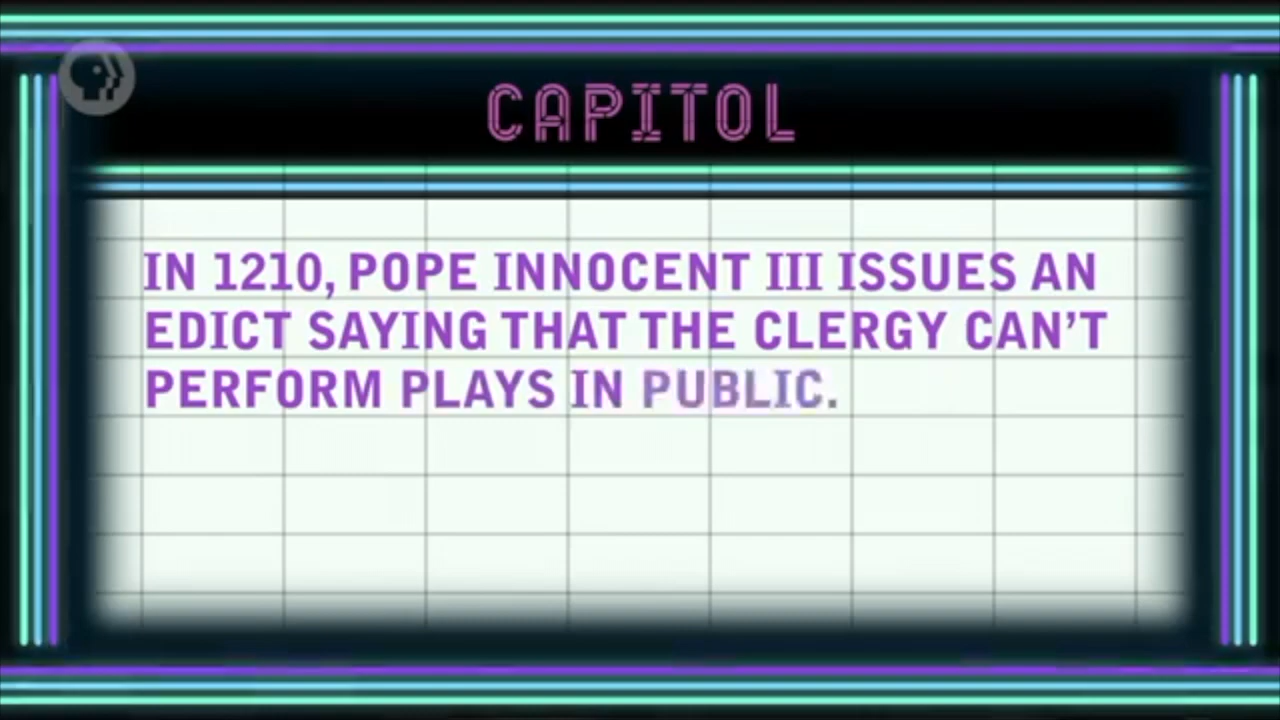 CAPITOL
IN 1210, POPE INNOCENT III ISSUES AN
EDICT SAYING THAT THE CLERGY CAN’T
PERFORM PLAYS IN PUBLIC.